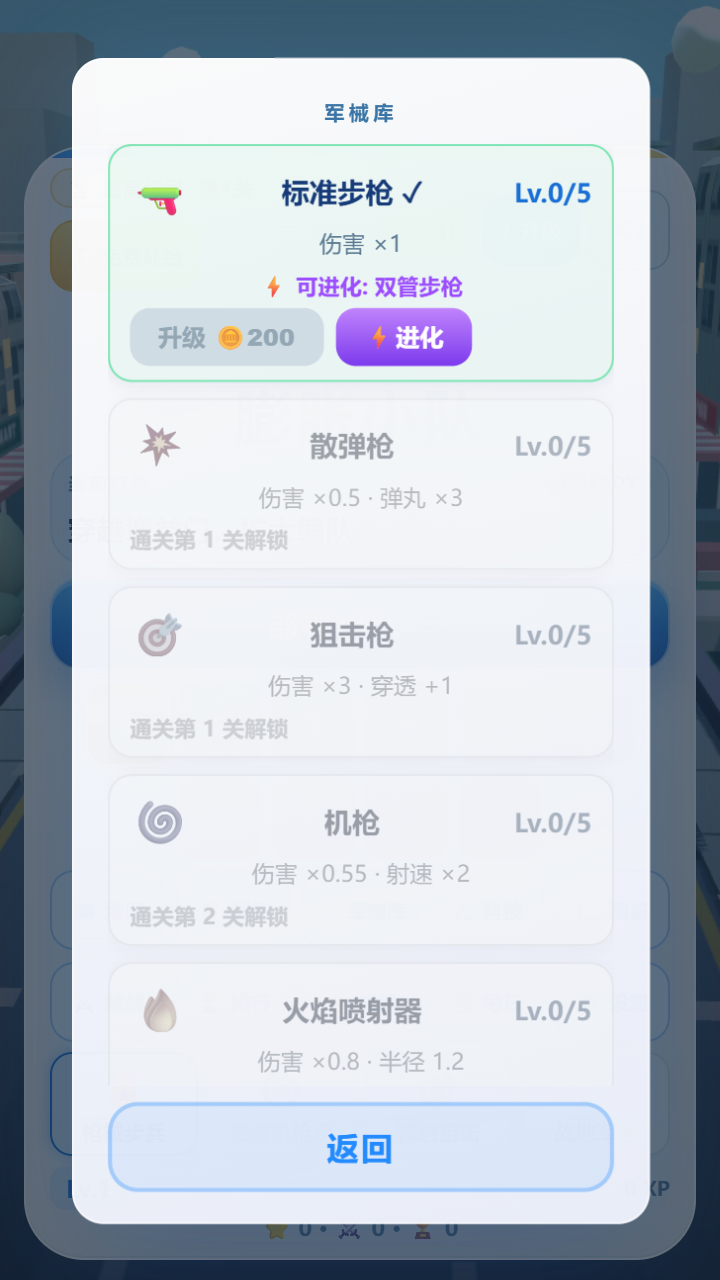 军械库
标准步枪 ✓ Lv.0/5
伤害 ×1
可进化: 双管步枪
升级 200 进化
散弹枪 Lv.0/5
伤害 ×0.5 · 弹丸 ×3
通关第 1 关解锁
狙击枪 Lv.0/5
伤害 ×3 · 穿透 +1
通关第 1 关解锁
机枪 Lv.0/5
伤害 ×0.55 · 射速 ×2
通关第 2 关解锁
火焰喷射器 Lv.0/5
伤害 ×0.8 · 半径 1.2
返回
XP
0 · 0 · 0